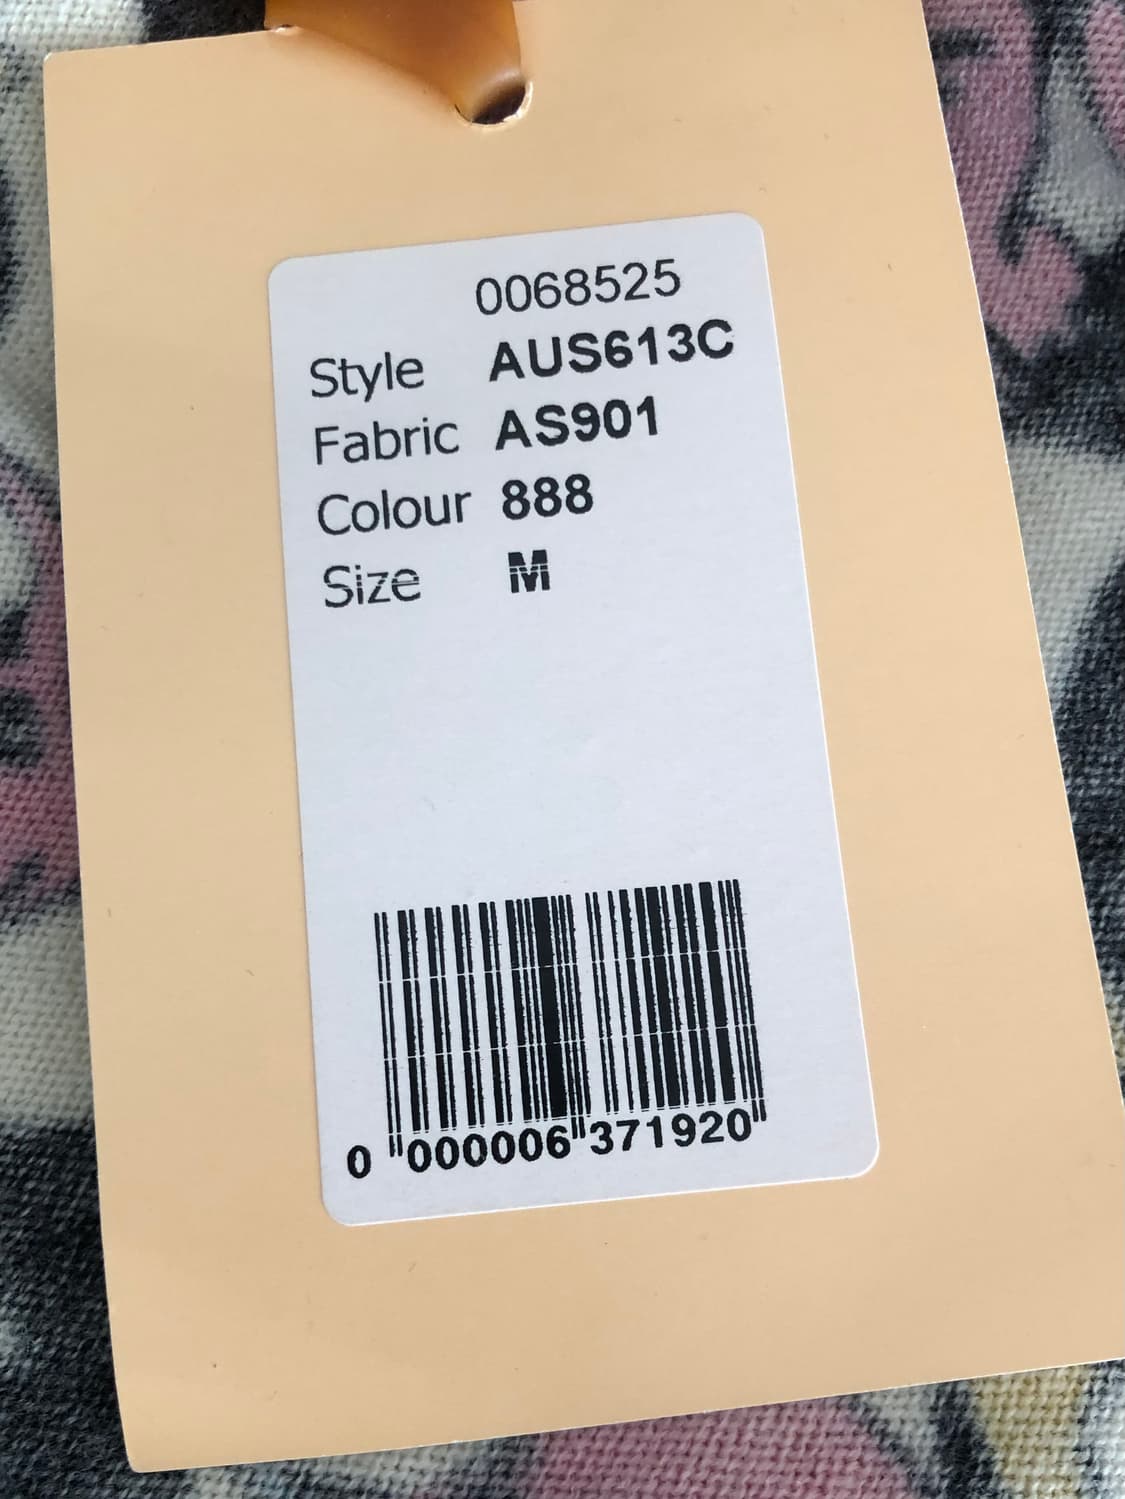 0068525
Style AUS613C
Fabric AS901
Colour 888
Size M
0 000006 371920